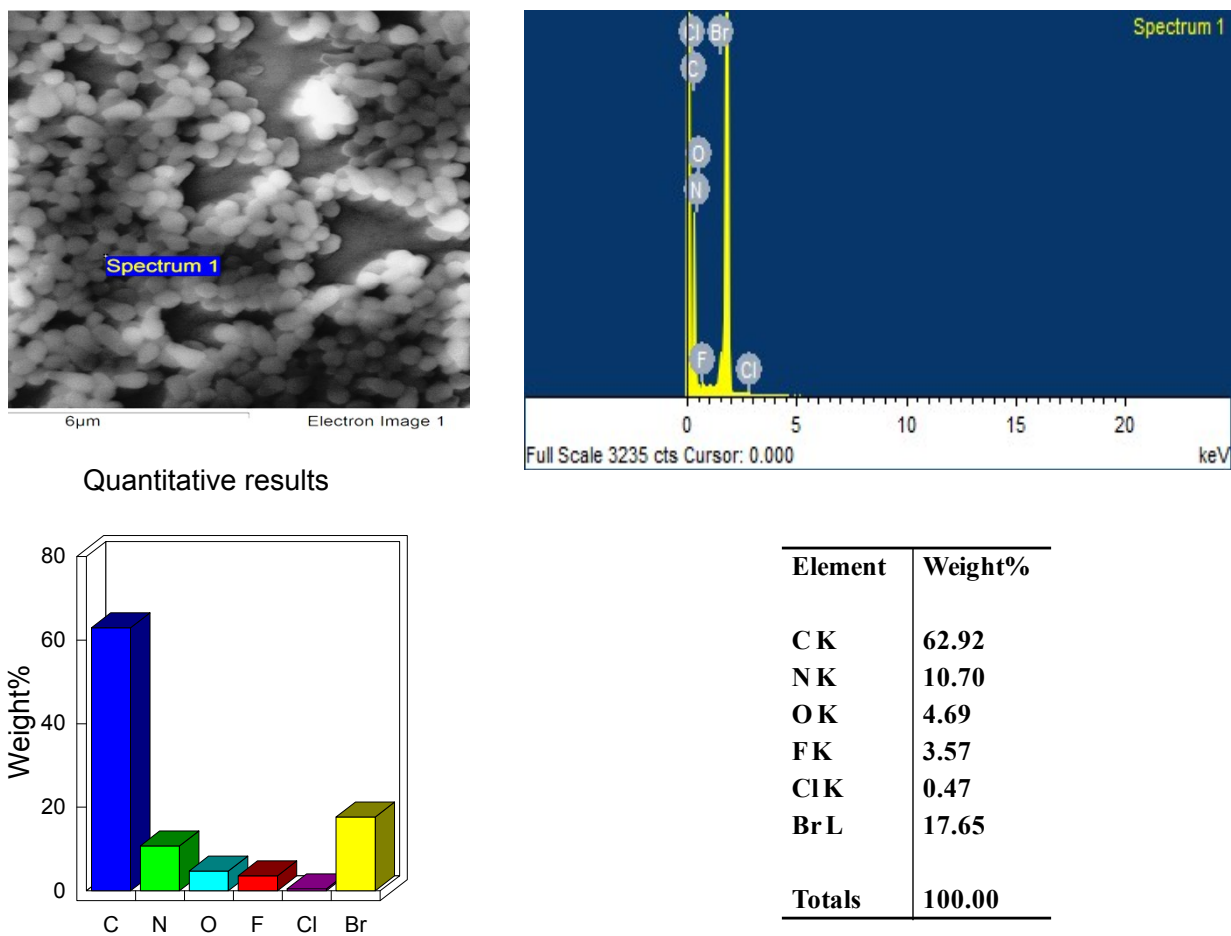 Spectrum 1
6µm
Electron Image 1
Cl
Br
Spectrum 1
C
O
N
F
Cl
0 5 10 15 20
Full Scale 3235 cts Cursor: 0.000
keV
Quantitative results
Weight%
80
60
40
20
0
C N O F Cl Br
Element Weight%
C K 62.92
N K 10.70
O K 4.69
F K 3.57
Cl K 0.47
Br L 17.65
Totals 100.00